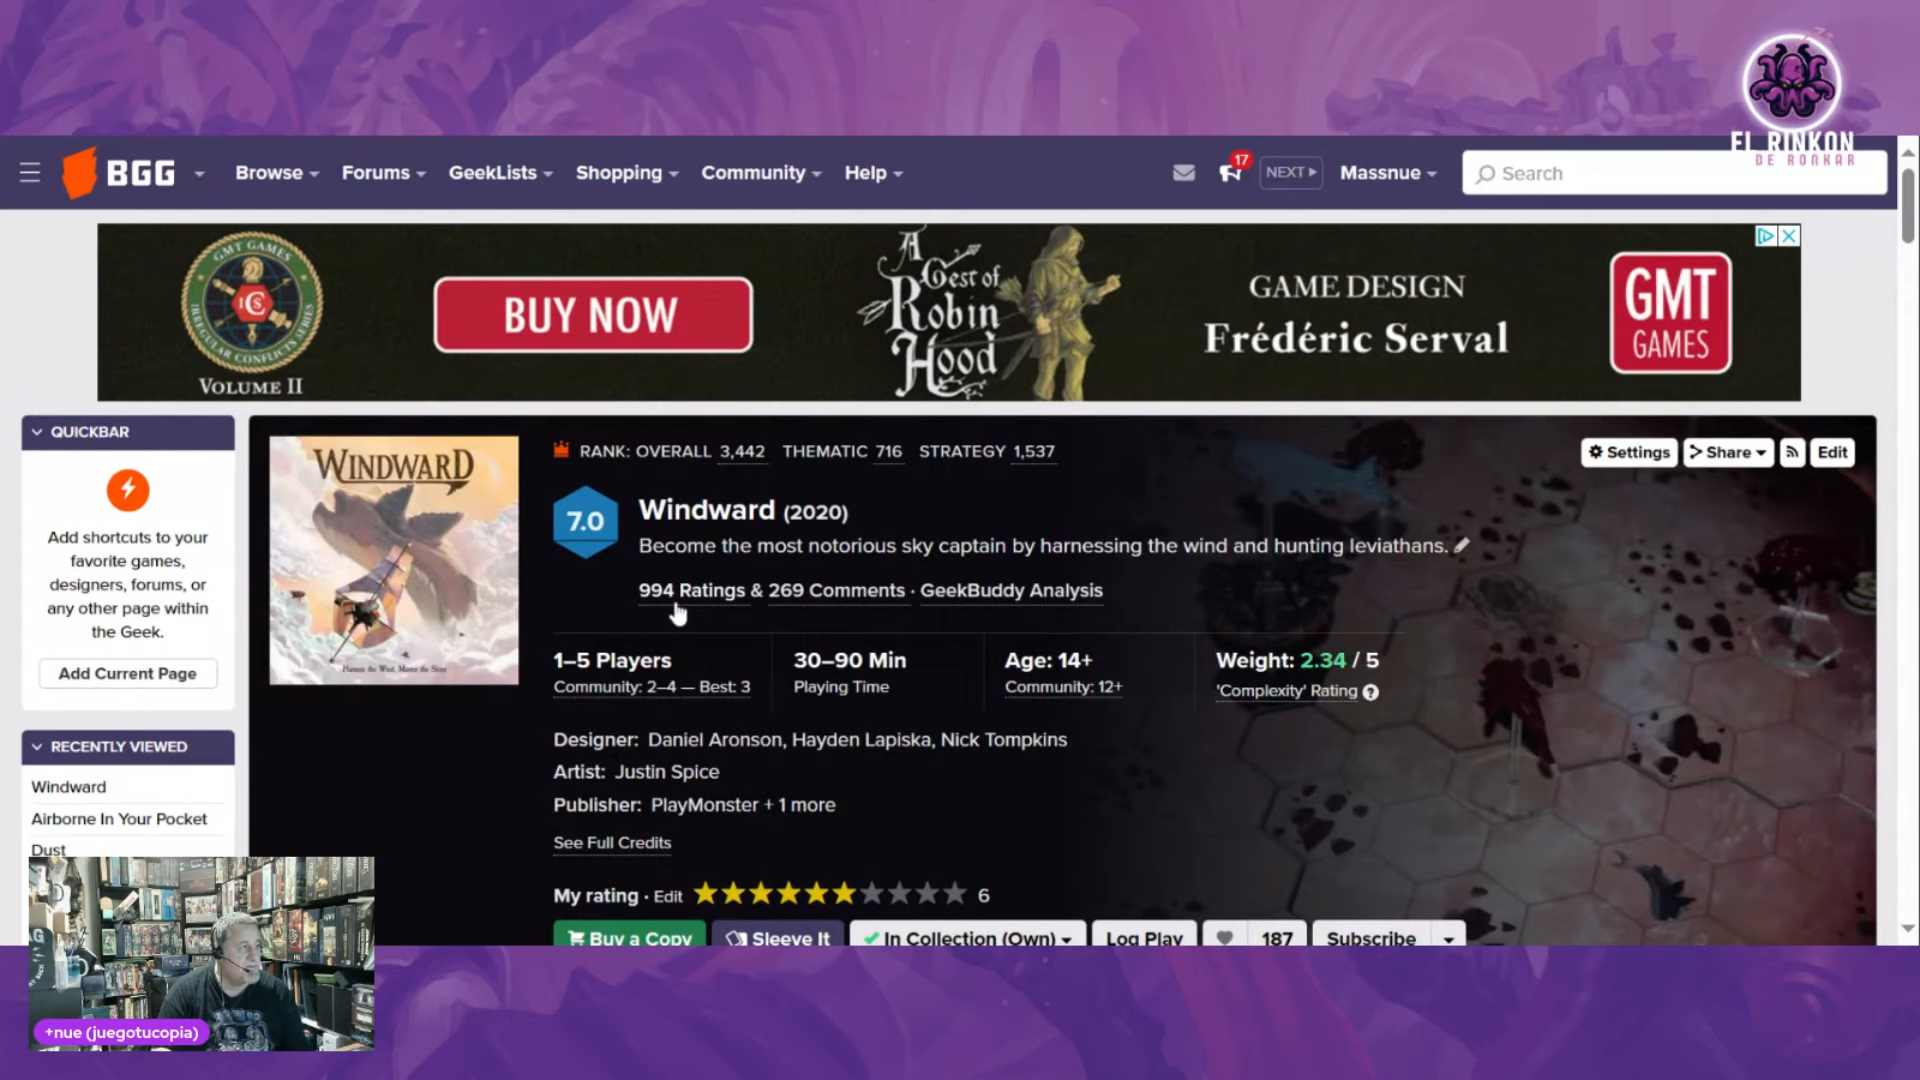 EL RINKON
DE RONKAR
BGG
Browse
Forums
GeekLists
Shopping
Community
Help
17
NEXT
Massnue
Search
GMT GAMES
ICS
IRREGULAR CONFLICTS SERIES
VOLUME II
BUY NOW
A
Gest of
Robin
Hood
GAME DESIGN
Frédéric Serval
GMT
GAMES
QUICKBAR
Add shortcuts to your
favorite games,
designers, forums, or
any other page within
the Geek.
Add Current Page
RECENTLY VIEWED
Windward
Airborne In Your Pocket
Dust
WINDWARD
Harness the Wind, Master the Skies
RANK: OVERALL 3,442 THEMATIC 716 STRATEGY 1,537
Settings
Share
Edit
7.0
Windward (2020)
Become the most notorious sky captain by harnessing the wind and hunting leviathans.
994 Ratings & 269 Comments · GeekBuddy Analysis
1–5 Players
Community: 2–4 — Best: 3
30–90 Min
Playing Time
Age: 14+
Community: 12+
Weight: 2.34 / 5
'Complexity' Rating
Designer: Daniel Aronson, Hayden Lapiska, Nick Tompkins
Artist: Justin Spice
Publisher: PlayMonster + 1 more
See Full Credits
My rating · Edit
6
Buy a Copy
Sleeve It
In Collection (Own)
Log Play
187
Subscribe
+nue (juegotucopia)